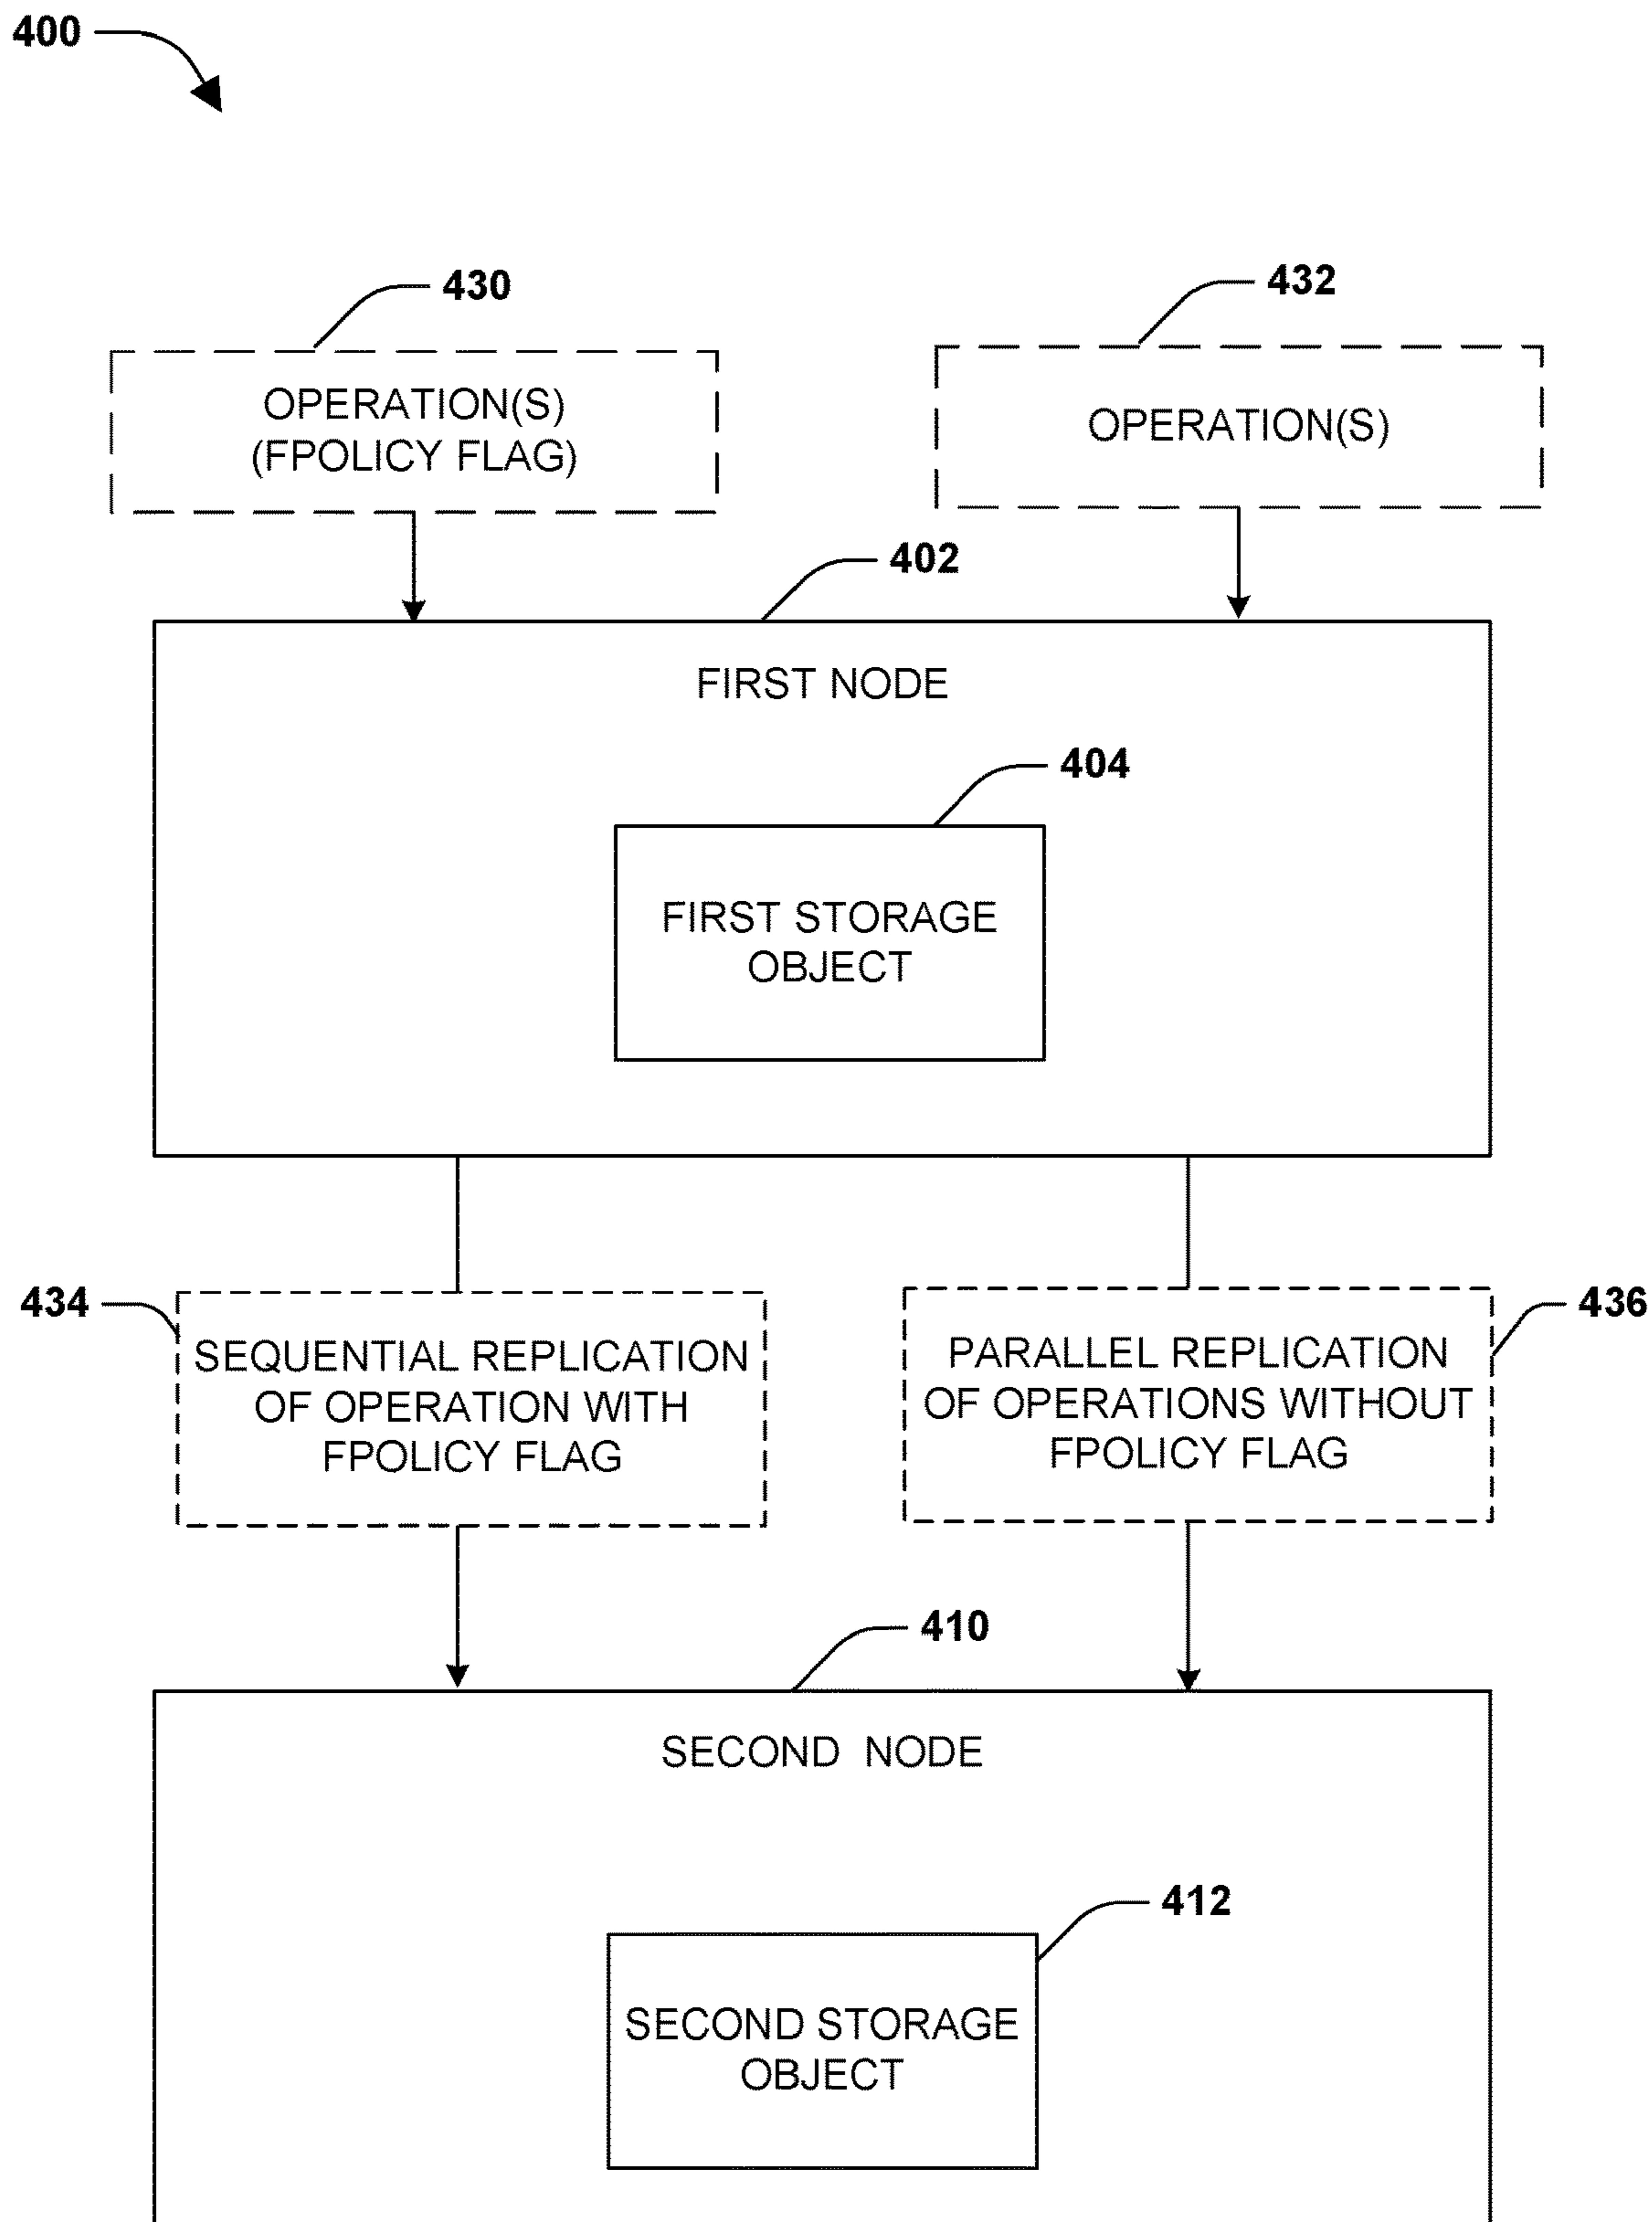 400
430
432
OPERATION(S)
(FPOLICY FLAG)
OPERATION(S)
402
FIRST NODE
404
FIRST STORAGE
OBJECT
434
SEQUENTIAL REPLICATION
OF OPERATION WITH
FPOLICY FLAG
PARALLEL REPLICATION
OF OPERATIONS WITHOUT
FPOLICY FLAG
436
410
SECOND NODE
412
SECOND STORAGE
OBJECT